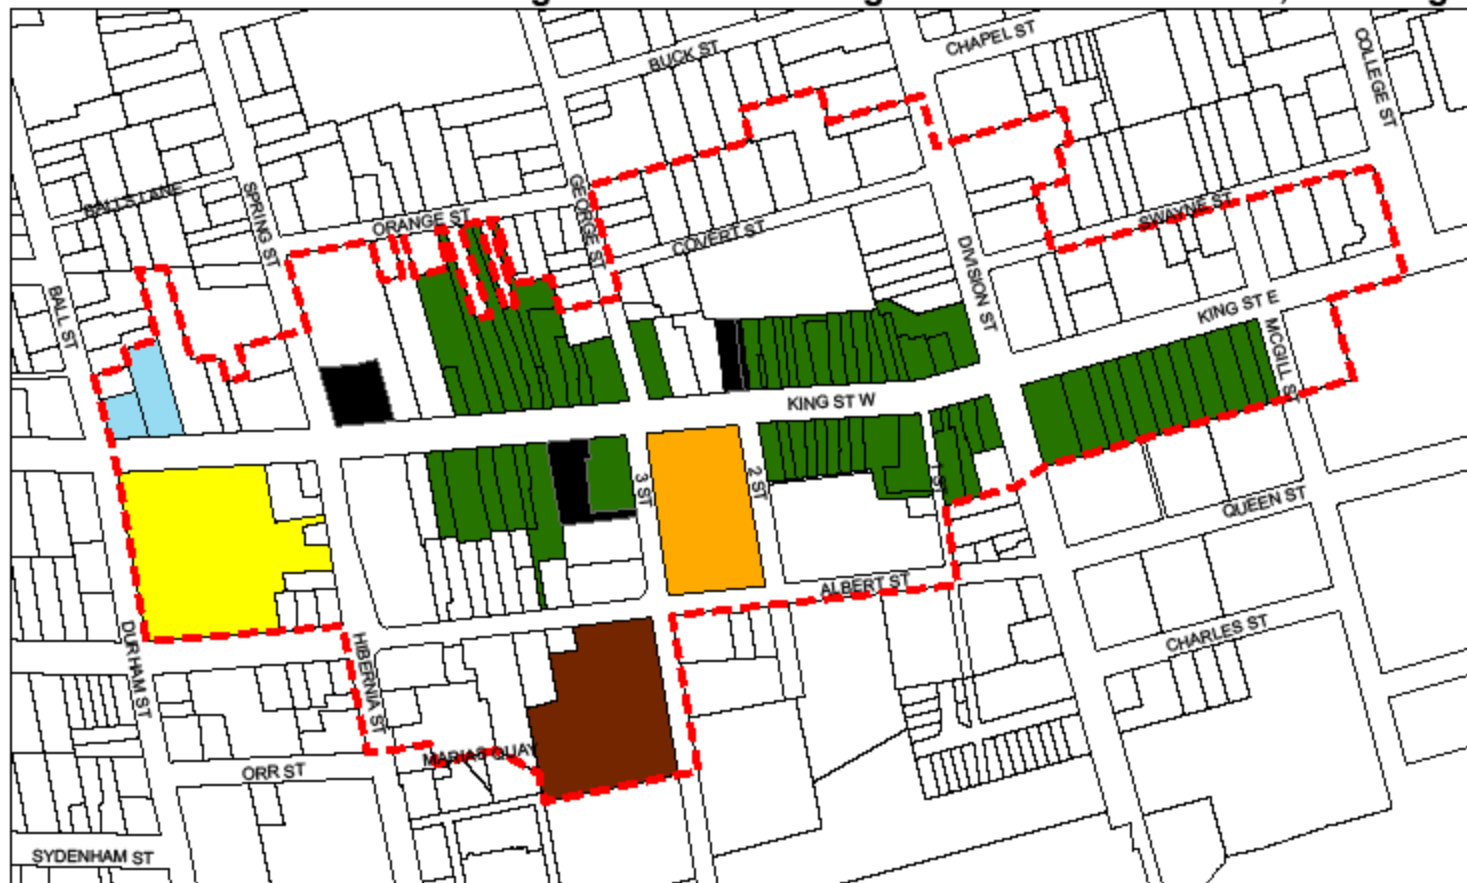 CHAPEL ST
BUCK ST
COLLEGE ST
BALLS LANE
SPRING ST
ORANGE ST
GEORGE ST
COVERT ST
SWAYNE ST
DIVISION ST
BALL ST
KING ST E
MCGILL ST
KING ST W
3 ST
2 ST
QUEEN ST
ALBERT ST
DURHAM ST
HIBERNIA ST
CHARLES ST
MARIAS QUAY
ORR ST
SYDENHAM ST